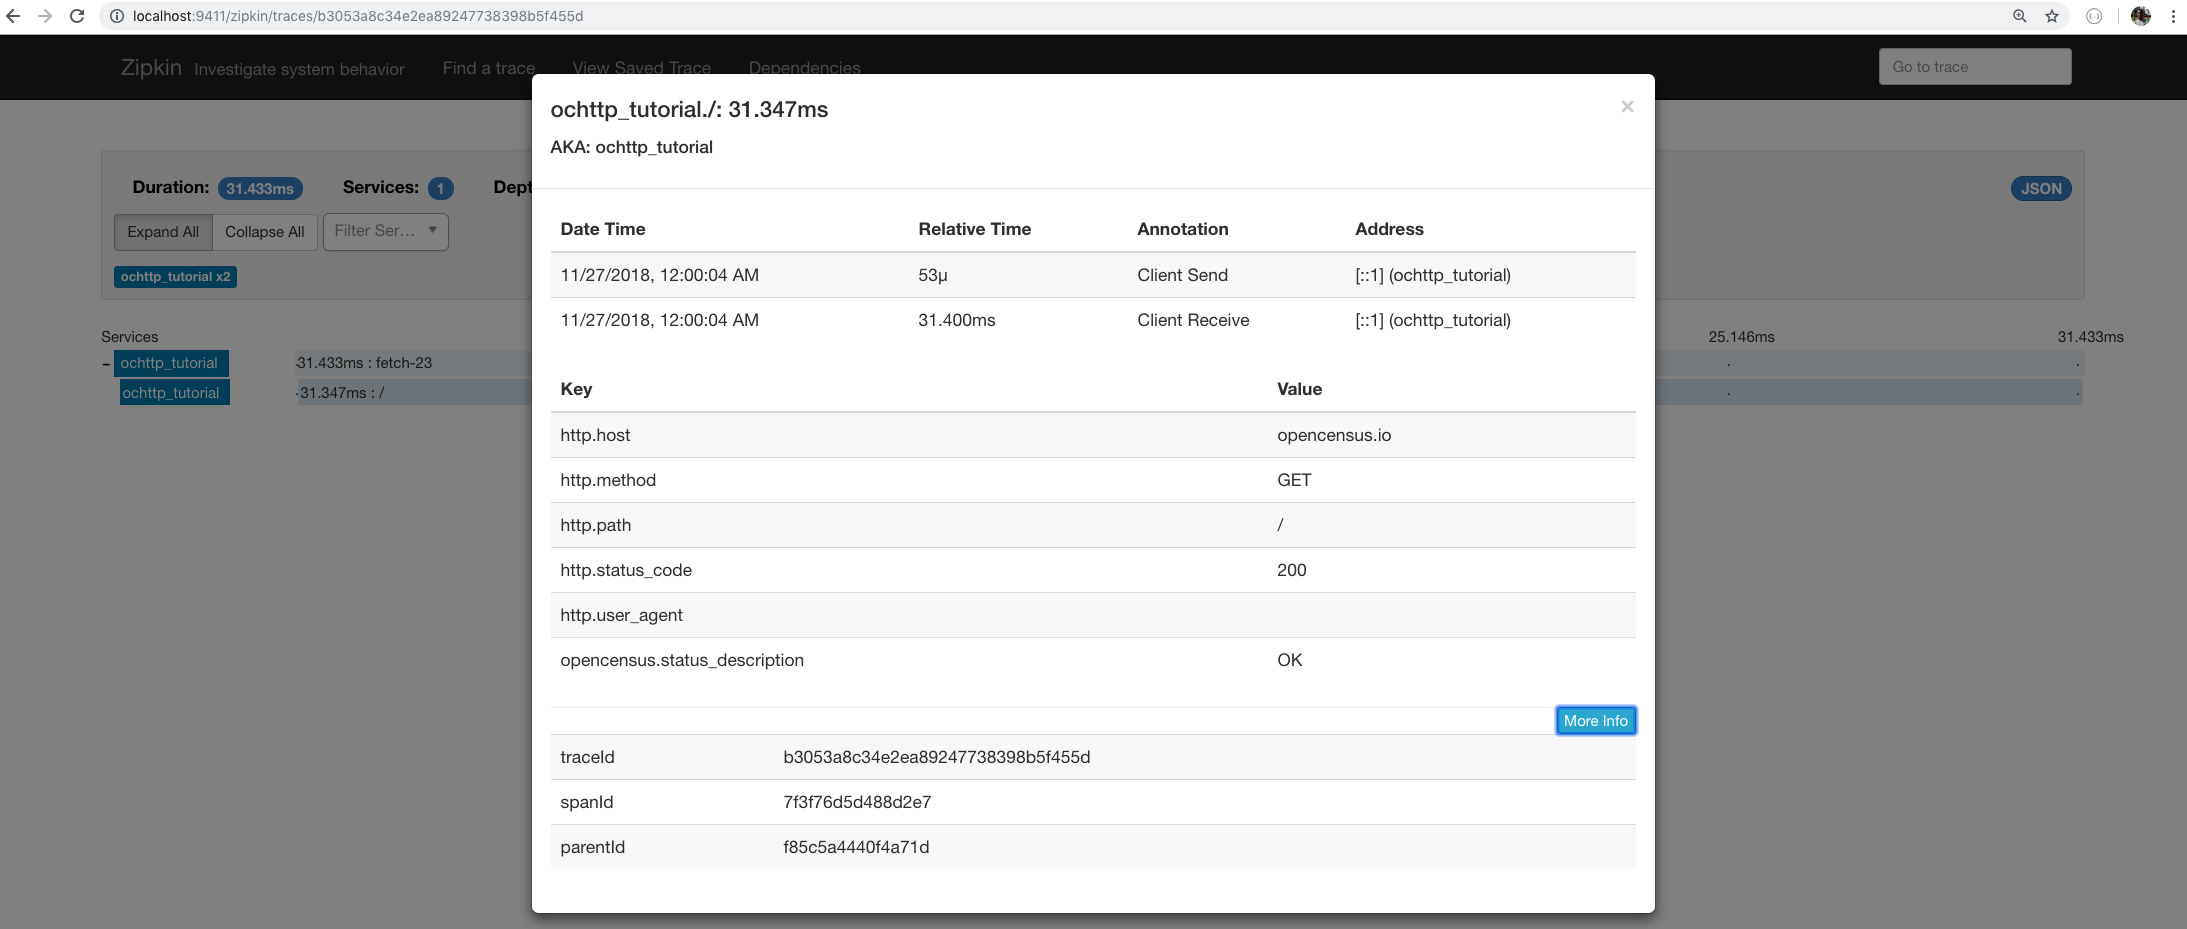 localhost:9411/zipkin/traces/b3053a8c34e2ea89247738398b5f455d
Zipkin Investigate system behavior Find a trace View Saved Trace Dependencies Go to trace
ochttp_tutorial./: 31.347ms ×
AKA: ochttp_tutorial
Duration: 31.433ms Services: 1 Dept JSON
Expand All Collapse All Filter Ser...
ochttp_tutorial x2
Date Time Relative Time Annotation Address
11/27/2018, 12:00:04 AM 53μ Client Send [::1] (ochttp_tutorial)
11/27/2018, 12:00:04 AM 31.400ms Client Receive [::1] (ochttp_tutorial)
Services 25.146ms 31.433ms
- ochttp_tutorial 31.433ms : fetch-23
ochttp_tutorial 31.347ms : /
Key Value
http.host opencensus.io
http.method GET
http.path /
http.status_code 200
http.user_agent
opencensus.status_description OK
More Info
traceId b3053a8c34e2ea89247738398b5f455d
spanId 7f3f76d5d488d2e7
parentId f85c5a4440f4a71d